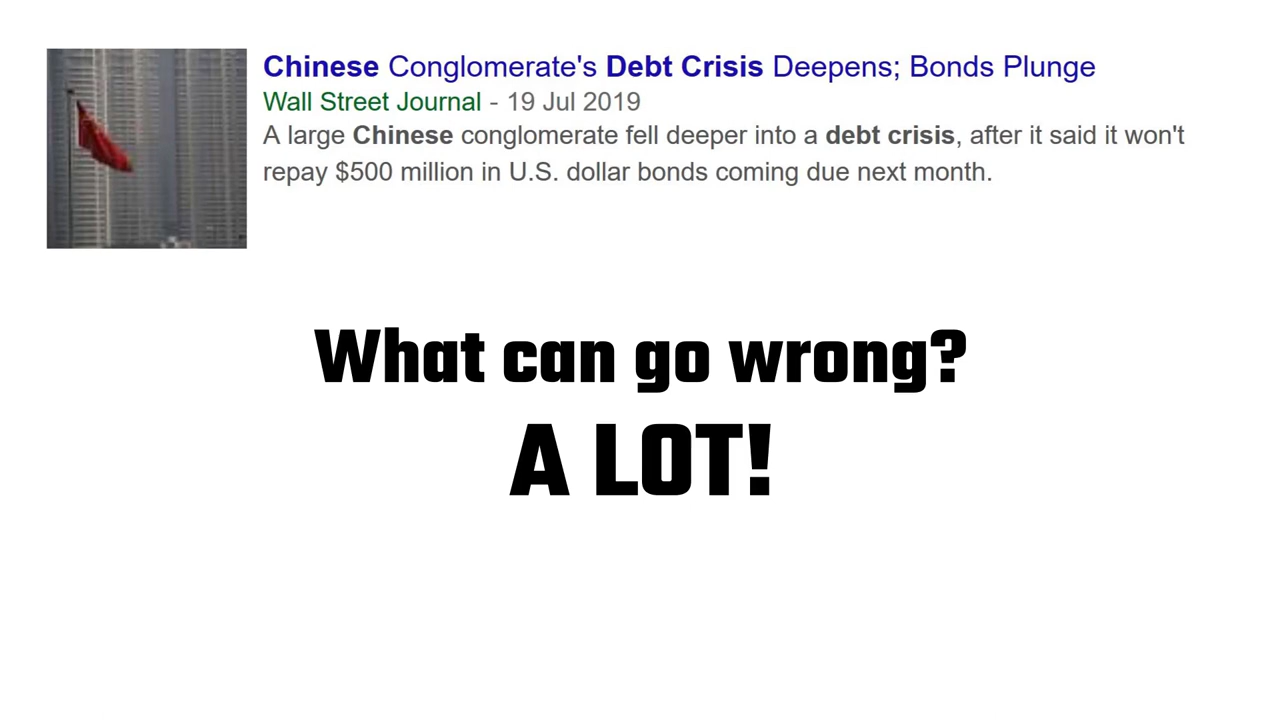 Chinese Conglomerate's Debt Crisis Deepens; Bonds Plunge
Wall Street Journal - 19 Jul 2019
A large Chinese conglomerate fell deeper into a debt crisis, after it said it won't
repay $500 million in U.S. dollar bonds coming due next month.
What can go wrong?
A LOT!